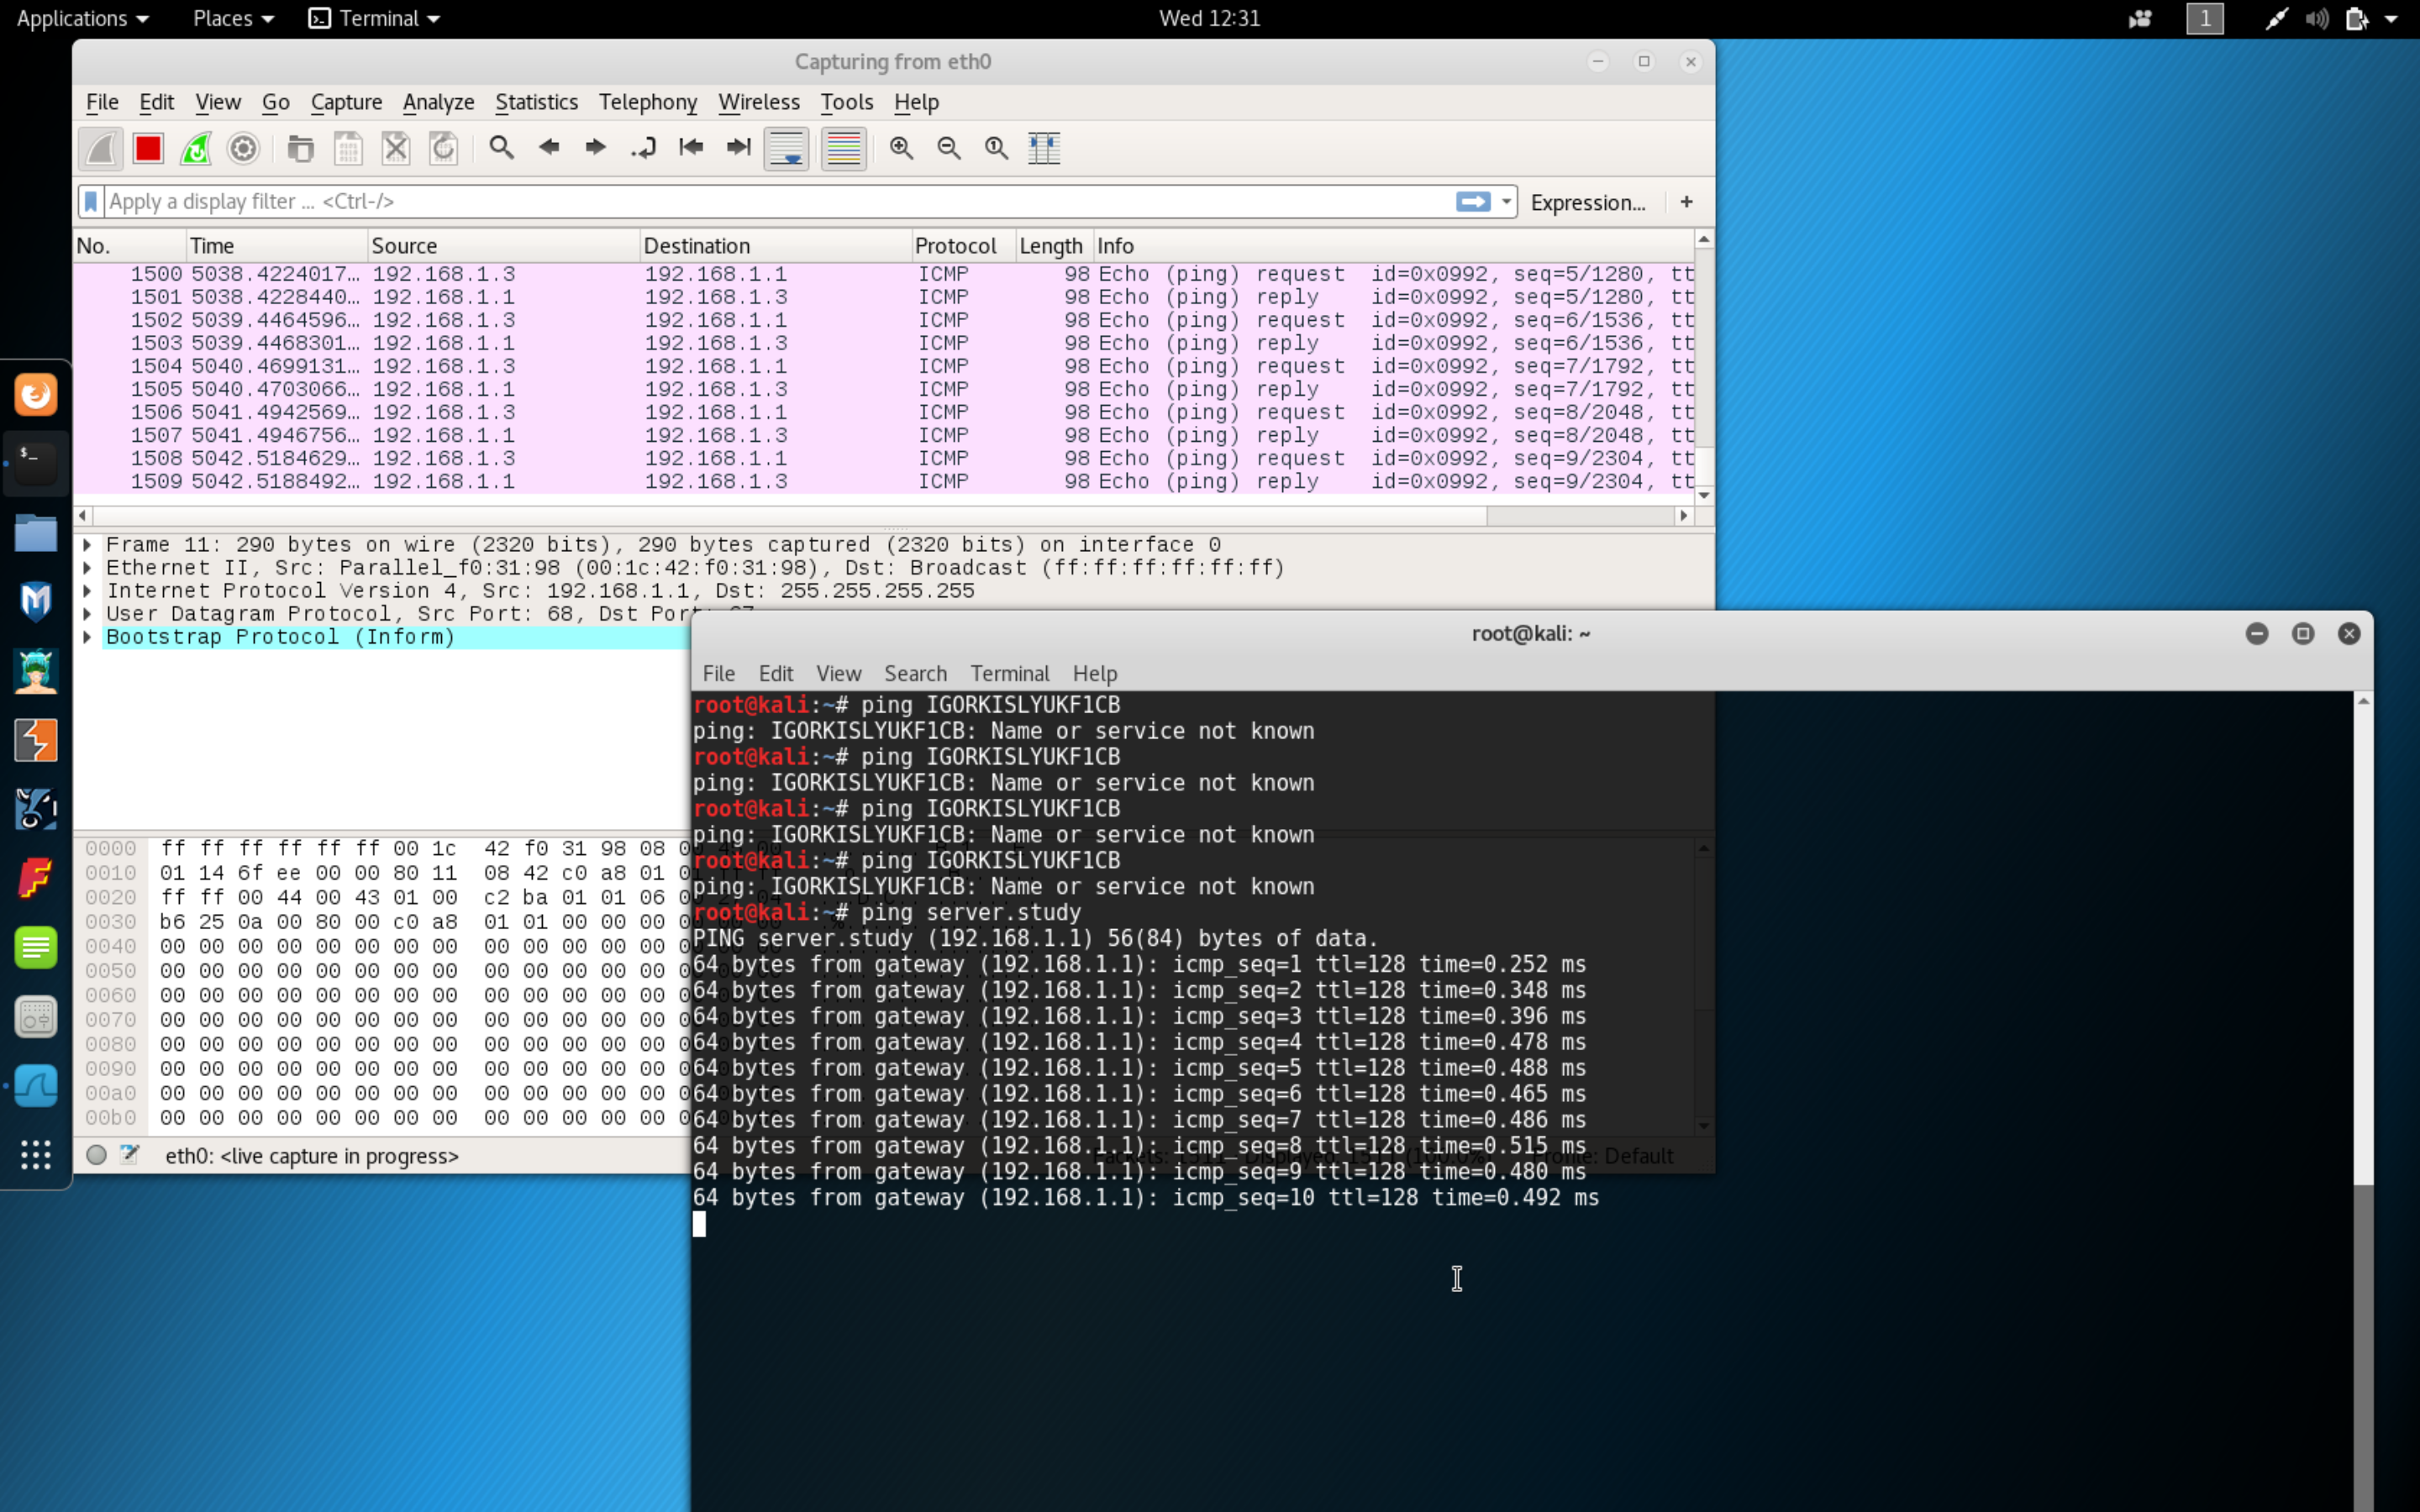 Applications Places Terminal Wed 12:31 1
Capturing from eth0
File Edit View Go Capture Analyze Statistics Telephony Wireless Tools Help
Apply a display filter ... <Ctrl-/> Expression... +
No. Time Source Destination Protocol Length Info
1500 5038.4224017… 192.168.1.3 192.168.1.1 ICMP 98 Echo (ping) request id=0x0992, seq=5/1280, tt
1501 5038.4228440… 192.168.1.1 192.168.1.3 ICMP 98 Echo (ping) reply id=0x0992, seq=5/1280, tt
1502 5039.4464596… 192.168.1.3 192.168.1.1 ICMP 98 Echo (ping) request id=0x0992, seq=6/1536, tt
1503 5039.4468301… 192.168.1.1 192.168.1.3 ICMP 98 Echo (ping) reply id=0x0992, seq=6/1536, tt
1504 5040.4699131… 192.168.1.3 192.168.1.1 ICMP 98 Echo (ping) request id=0x0992, seq=7/1792, tt
1505 5040.4703066… 192.168.1.1 192.168.1.3 ICMP 98 Echo (ping) reply id=0x0992, seq=7/1792, tt
1506 5041.4942569… 192.168.1.3 192.168.1.1 ICMP 98 Echo (ping) request id=0x0992, seq=8/2048, tt
1507 5041.4946756… 192.168.1.1 192.168.1.3 ICMP 98 Echo (ping) reply id=0x0992, seq=8/2048, tt
1508 5042.5184629… 192.168.1.3 192.168.1.1 ICMP 98 Echo (ping) request id=0x0992, seq=9/2304, tt
1509 5042.5188492… 192.168.1.1 192.168.1.3 ICMP 98 Echo (ping) reply id=0x0992, seq=9/2304, tt
Frame 11: 290 bytes on wire (2320 bits), 290 bytes captured (2320 bits) on interface 0
Ethernet II, Src: Parallel_f0:31:98 (00:1c:42:f0:31:98), Dst: Broadcast (ff:ff:ff:ff:ff:ff)
Internet Protocol Version 4, Src: 192.168.1.1, Dst: 255.255.255.255
User Datagram Protocol, Src Port: 68, Dst Port: 67
Bootstrap Protocol (Inform)
0000 ff ff ff ff ff ff 00 1c 42 f0 31 98 08 00
0010 01 14 6f ee 00 00 80 11 08 42 c0 a8 01 01
0020 ff ff 00 44 00 43 01 00 c2 ba 01 01 06 00
0030 b6 25 0a 00 80 00 c0 a8 01 01 00 00 00 00
0040 00 00 00 00 00 00 00 00 00 00 00 00 00 00
0050 00 00 00 00 00 00 00 00 00 00 00 00 00 00
0060 00 00 00 00 00 00 00 00 00 00 00 00 00 00
0070 00 00 00 00 00 00 00 00 00 00 00 00 00 00
0080 00 00 00 00 00 00 00 00 00 00 00 00 00 00
0090 00 00 00 00 00 00 00 00 00 00 00 00 00 00
00a0 00 00 00 00 00 00 00 00 00 00 00 00 00 00
00b0 00 00 00 00 00 00 00 00 00 00 00 00 00 00
eth0: <live capture in progress> Profile: Default
root@kali: ~
File Edit View Search Terminal Help
root@kali:~# ping IGORKISLYUKF1CB
ping: IGORKISLYUKF1CB: Name or service not known
root@kali:~# ping IGORKISLYUKF1CB
ping: IGORKISLYUKF1CB: Name or service not known
root@kali:~# ping IGORKISLYUKF1CB
ping: IGORKISLYUKF1CB: Name or service not known
root@kali:~# ping IGORKISLYUKF1CB
ping: IGORKISLYUKF1CB: Name or service not known
root@kali:~# ping server.study
PING server.study (192.168.1.1) 56(84) bytes of data.
64 bytes from gateway (192.168.1.1): icmp_seq=1 ttl=128 time=0.252 ms
64 bytes from gateway (192.168.1.1): icmp_seq=2 ttl=128 time=0.348 ms
64 bytes from gateway (192.168.1.1): icmp_seq=3 ttl=128 time=0.396 ms
64 bytes from gateway (192.168.1.1): icmp_seq=4 ttl=128 time=0.478 ms
64 bytes from gateway (192.168.1.1): icmp_seq=5 ttl=128 time=0.488 ms
64 bytes from gateway (192.168.1.1): icmp_seq=6 ttl=128 time=0.465 ms
64 bytes from gateway (192.168.1.1): icmp_seq=7 ttl=128 time=0.486 ms
64 bytes from gateway (192.168.1.1): icmp_seq=8 ttl=128 time=0.515 ms
64 bytes from gateway (192.168.1.1): icmp_seq=9 ttl=128 time=0.480 ms
64 bytes from gateway (192.168.1.1): icmp_seq=10 ttl=128 time=0.492 ms